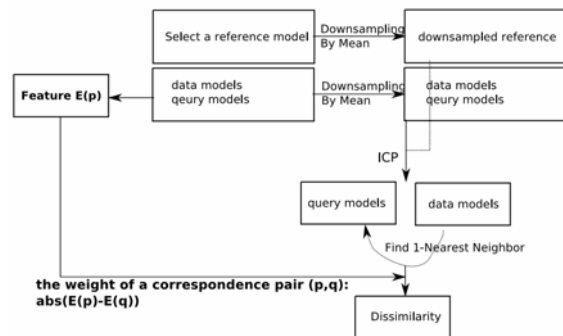 Select a reference model
Downsampling
By Mean
downsampled reference
Feature E(p)
data models
qeury models
Downsampling
By Mean
data models
qeury models
ICP
query models
data models
Find 1-Nearest Neighbor
the weight of a correspondence pair (p,q):
abs(E(p)-E(q))
Dissimilarity